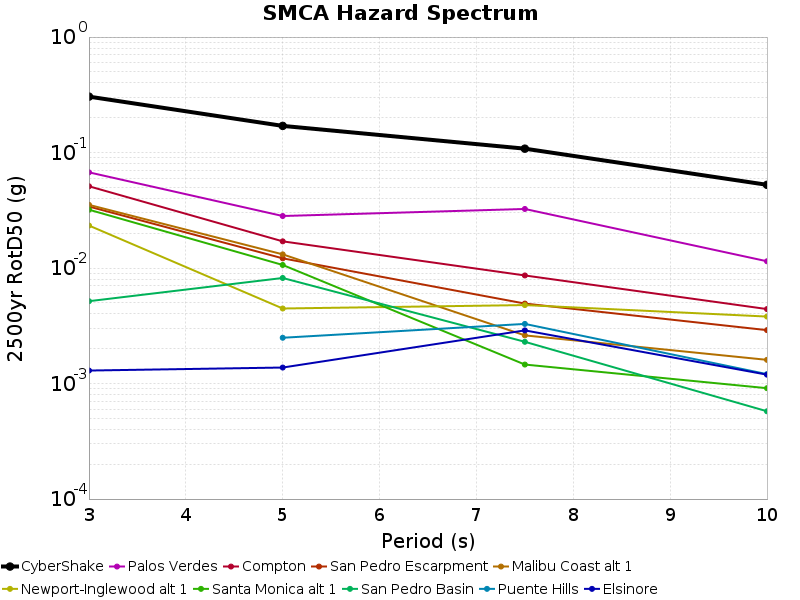 SMCA Hazard Spectrum
2500yr RotD50 (g)
10^0
10^-1
10^-2
10^-3
10^-4
3 4 5 6 7 8 9 10
Period (s)
CyberShake Palos Verdes Compton San Pedro Escarpment Malibu Coast alt 1
Newport-Inglewood alt 1 Santa Monica alt 1 San Pedro Basin Puente Hills Elsinore